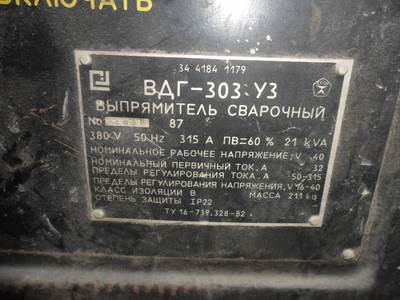 ВКЛЮЧАТЬ
34 4184 1179
ВДГ-303 У3
ВЫПРЯМИТЕЛЬ СВАРОЧНЫЙ
№ 87
380 V 50 Hz 315 А ПВ=60 % 21 kVA
НОМИНАЛЬНОЕ РАБОЧЕЕ НАПРЯЖЕНИЕ,V 40
НОМИНАЛЬНЫЙ ПЕРВИЧНЫЙ ТОК,А 32
ПРЕДЕЛЫ РЕГУЛИРОВАНИЯ ТОКА,А 50-315
ПРЕДЕЛЫ РЕГУЛИРОВАНИЯ НАПРЯЖЕНИЯ,V 16-40
КЛАСС ИЗОЛЯЦИИ В МАССА 211 кg
СТЕПЕНЬ ЗАЩИТЫ IP22
ТУ 16-739.328-82